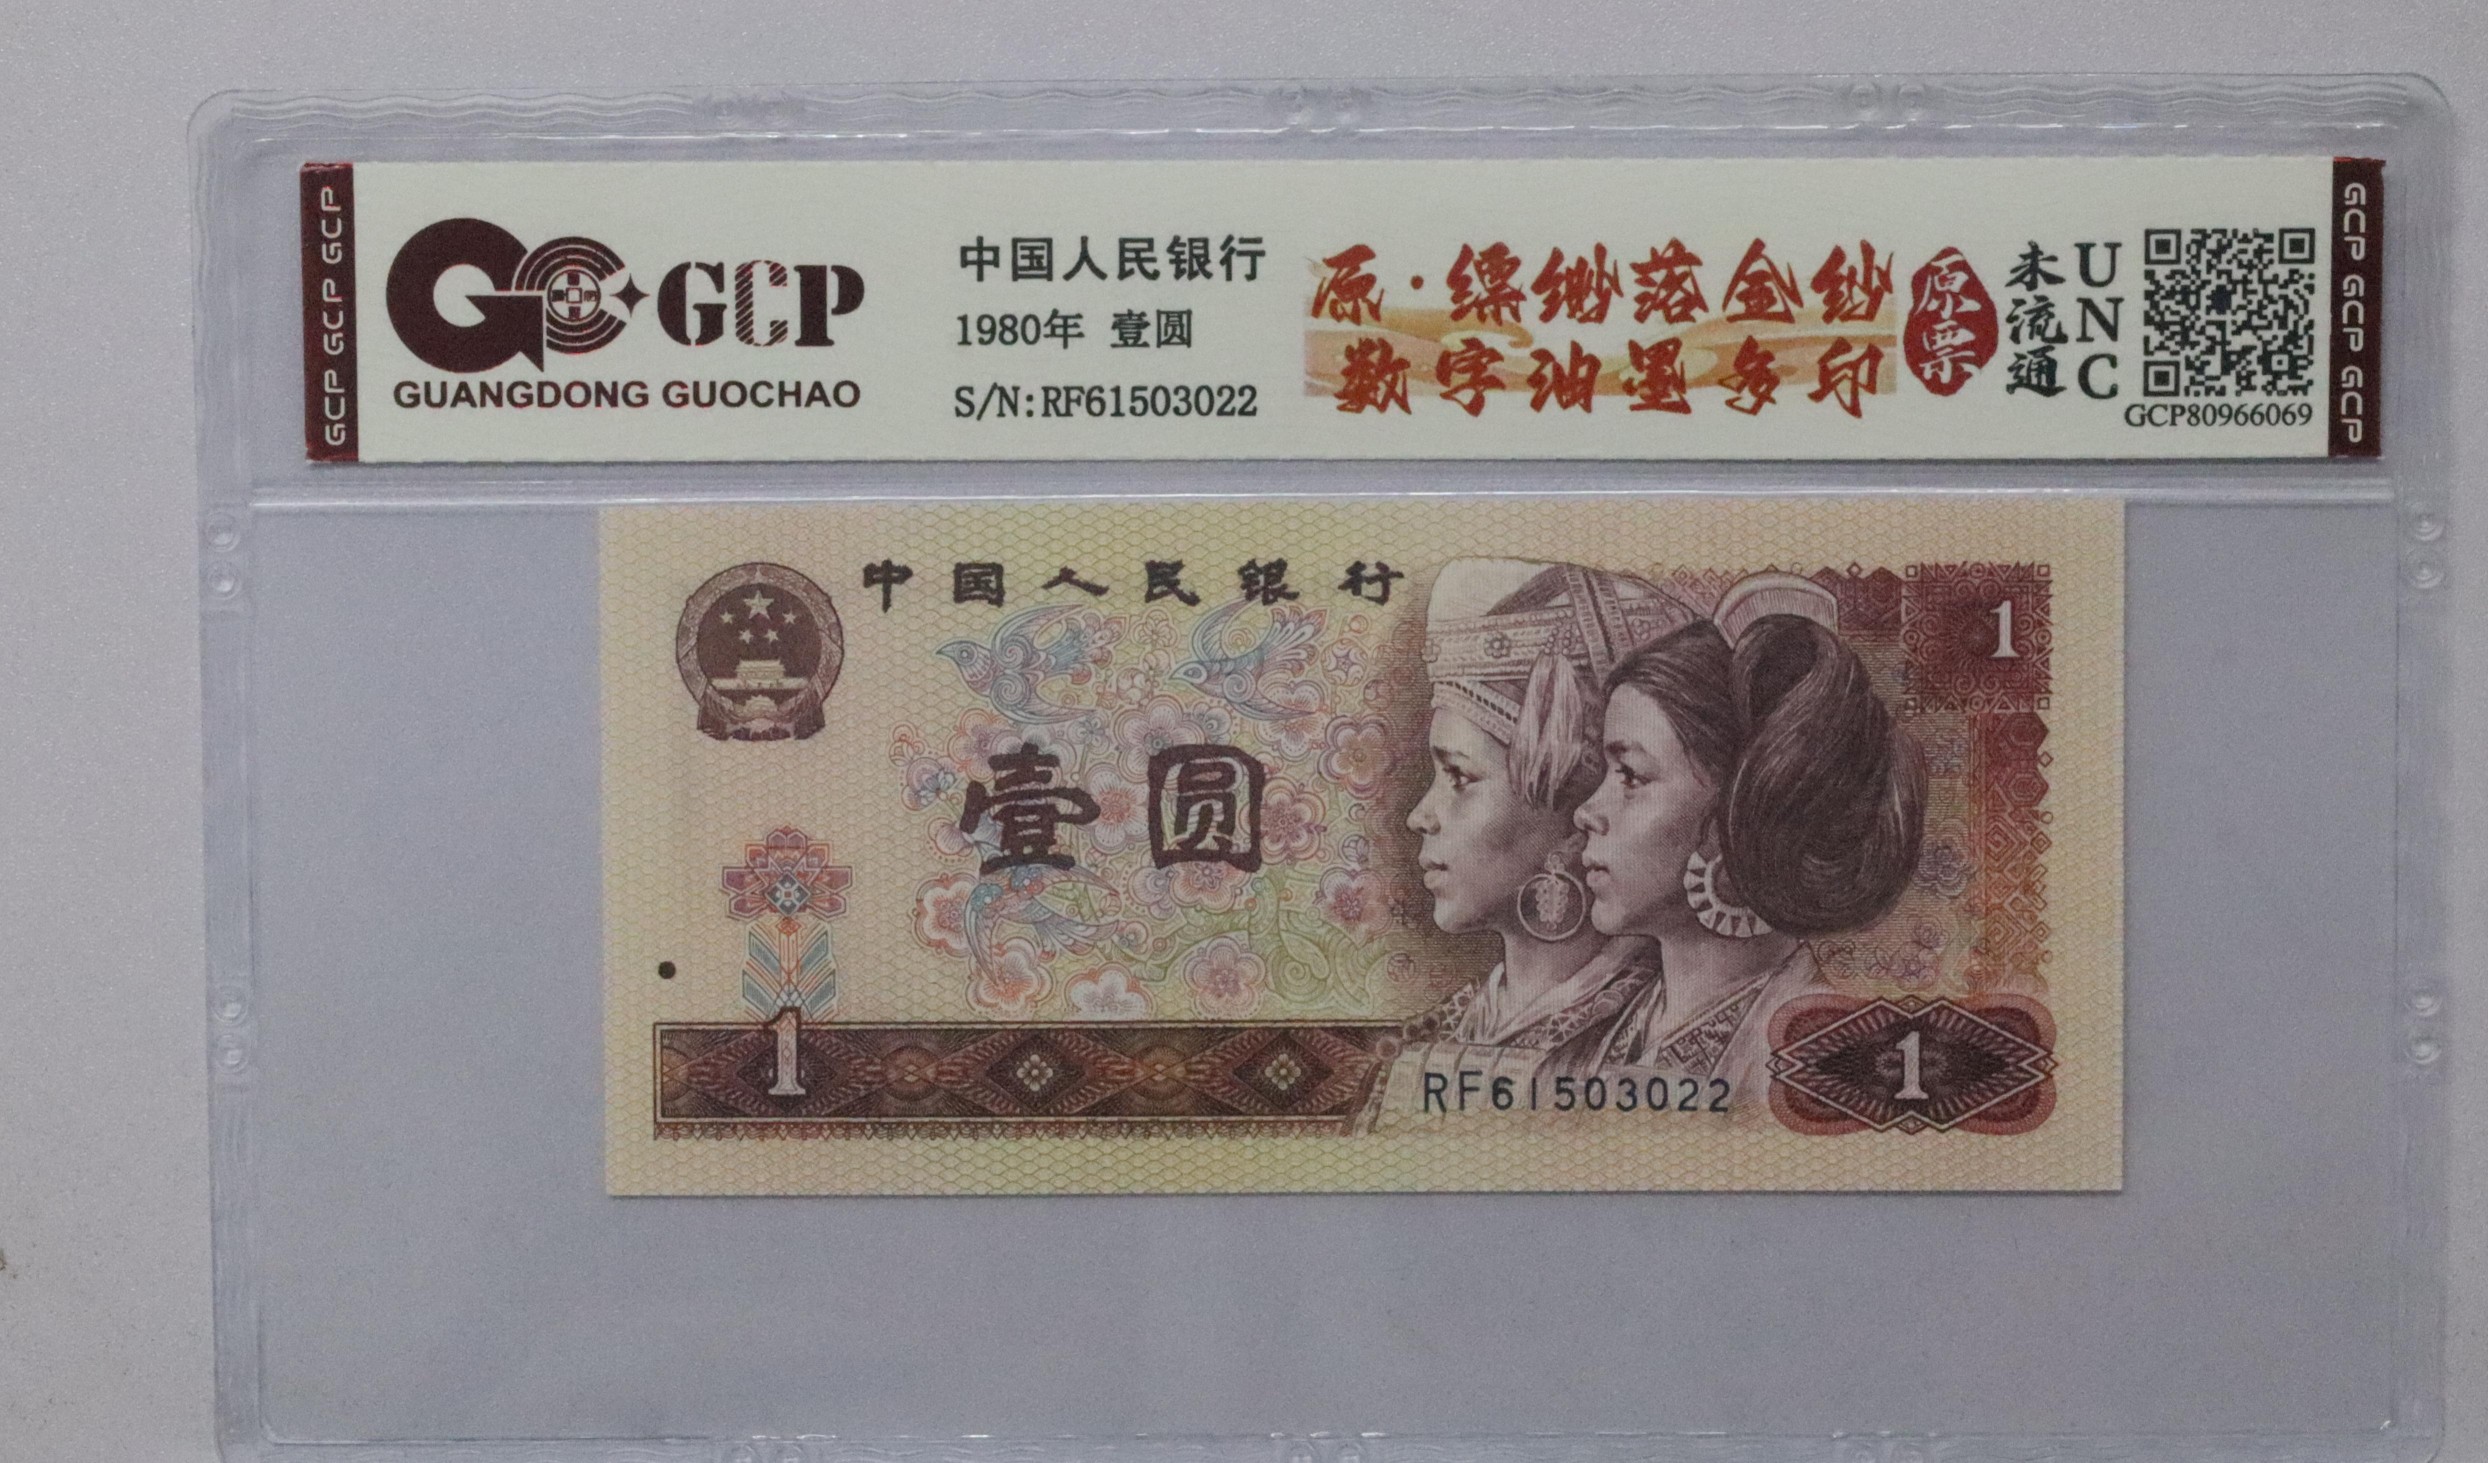 GCP GCP GCP
GCP
GUANGDONG GUOCHAO
中国人民银行
1980年 壹圆
S/N:RF61503022
原·缥缈落金纱
数字油墨多印
原票
未流通
UNC
GCP80966069
GCP GCP GCP
中国人民银行
1
壹圆
1
RF61503022
1